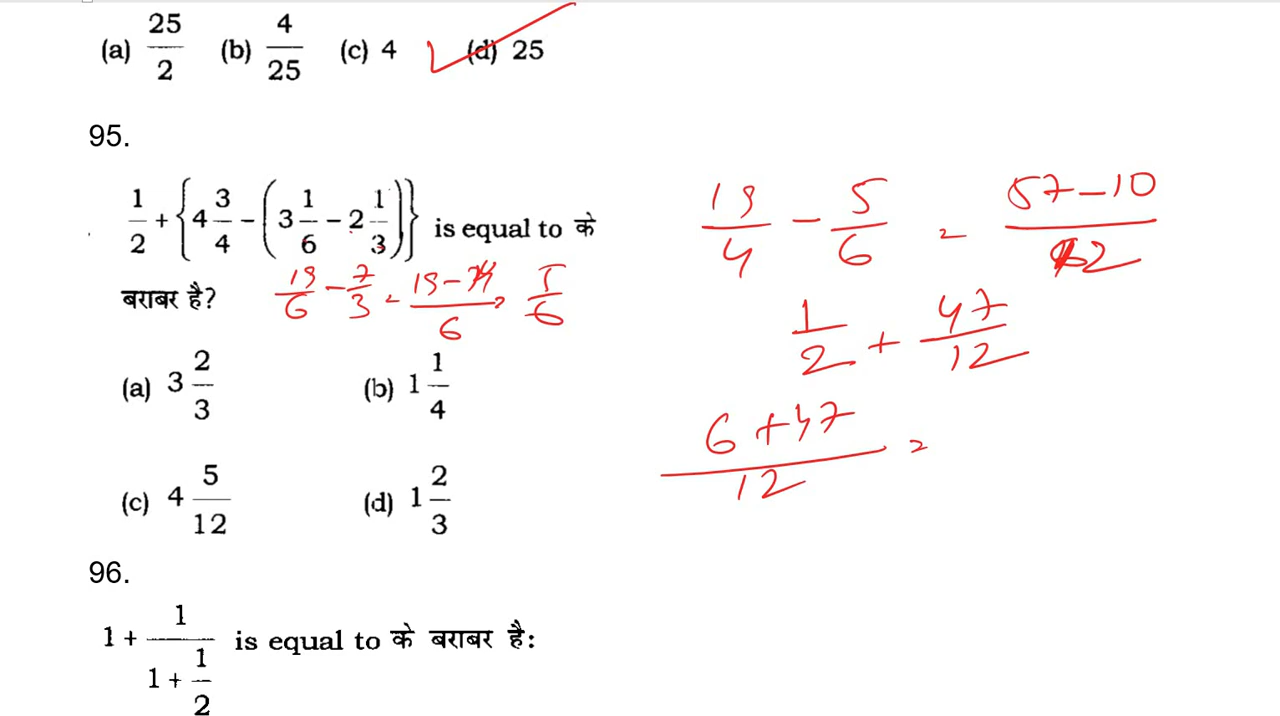 (a) 25/2 (b) 4/25 (c) 4 (d) 25
95.
1/2 + {4 3/4 − (3 1/6 − 2 1/3)} is equal to के
बराबर है?
19/6 − 7/3 = (19 − 14)/6 = 5/6
(a) 3 2/3 (b) 1 1/4
(c) 4 5/12 (d) 1 2/3
19/4 − 5/6 = (57 − 10)/12
1/2 + 47/12
(6 + 47)/12 =
96.
1 + 1/(1 + 1/2) is equal to के बराबर है: